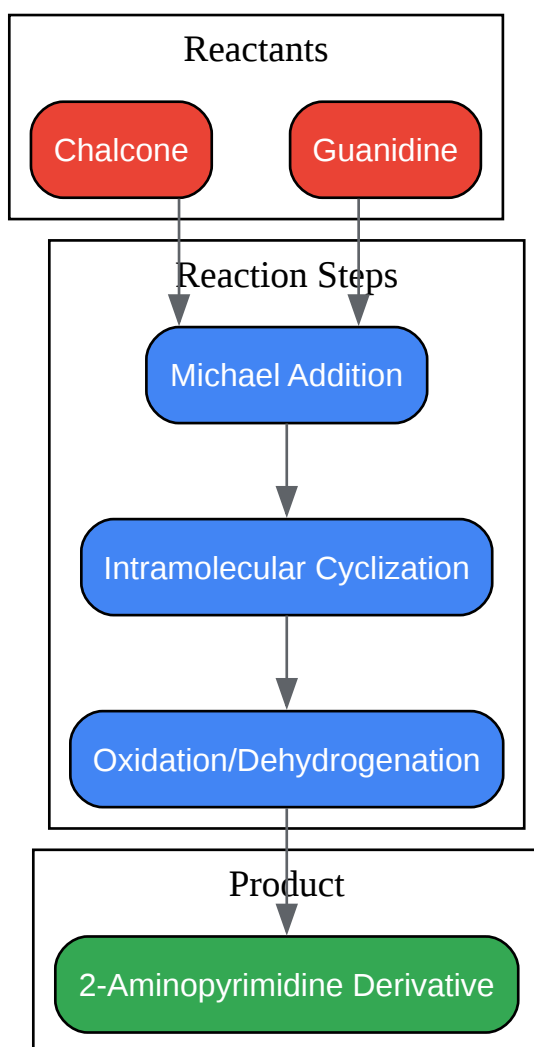 Reactants
Chalcone
Guanidine
Reaction Steps
Michael Addition
Intramolecular Cyclization
Oxidation/Dehydrogenation
Product
2-Aminopyrimidine Derivative